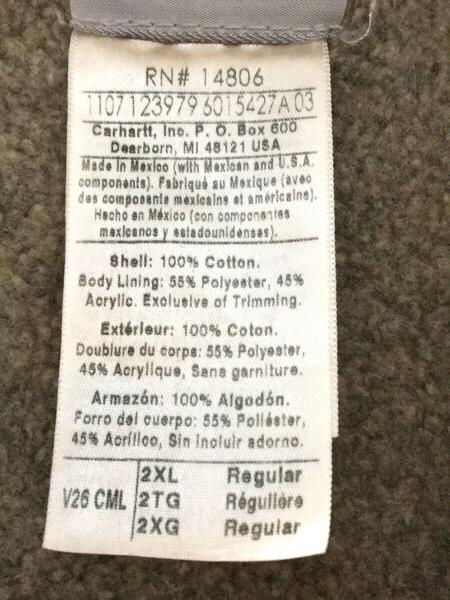 RN# 14806
1107 123979 6015427A 03
Carhartt, Inc. P. O. Box 600
Dearborn, MI 48121 USA
Made in Mexico (with Mexican and U.S.A.
components). Fabriqué au Mexique (avec
des composants mexicains et américains).
Hecho en México (con componentes
mexicanos y estadounidenses).
Shell: 100% Cotton.
Body Lining: 55% Polyester, 45%
Acrylic. Exclusive of Trimming.
Extérieur: 100% Coton.
Doublure du corps: 55% Polyester,
45% Acrylique, Sans garniture.
Armazón: 100% Algodón.
Forro del cuerpo: 55% Poliéster,
45% Acrílico, Sin incluir adorno.
V26 CML
2XL Regular
2TG Régulière
2XG Regular